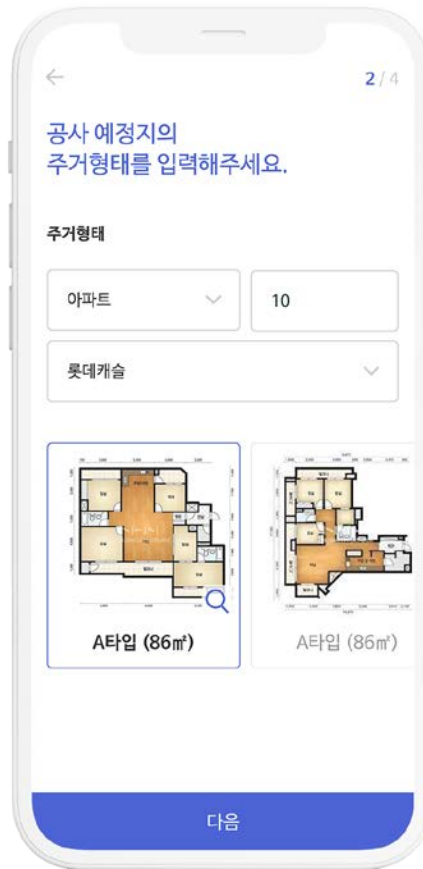 2 / 4
공사 예정지의
주거형태를 입력해주세요.
주거형태
아파트
10
롯데캐슬
A타입 (86㎡)
A타입 (86㎡)
다음